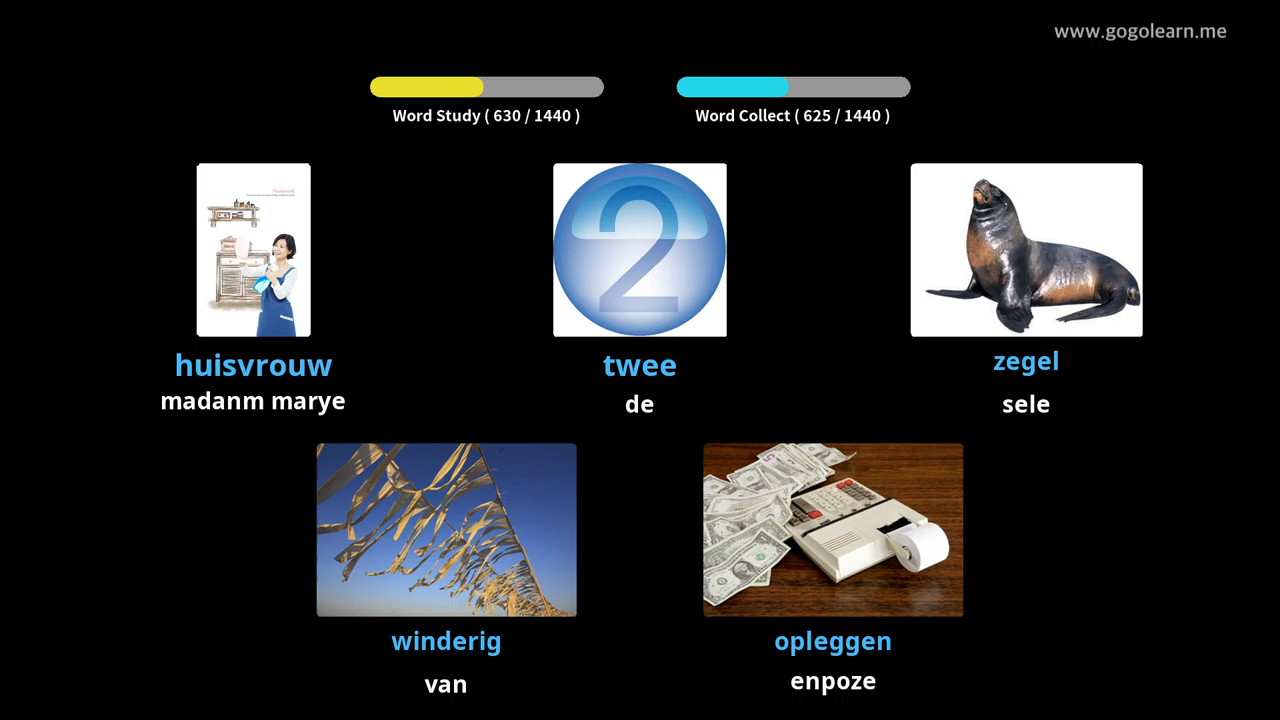 www.gogolearn.me
Word Study ( 630 / 1440 )
Word Collect ( 625 / 1440 )
2
huisvrouw
twee
zegel
madanm marye
de
sele
winderig
opleggen
van
enpoze